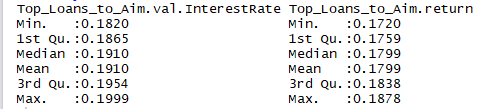 Top_Loans_to_Aim.val.InterestRate Top_Loans_to_Aim.return
Min.   :0.1820                    Min.   :0.1720
1st Qu.:0.1865                    1st Qu.:0.1759
Median :0.1910                    Median :0.1799
Mean   :0.1910                    Mean   :0.1799
3rd Qu.:0.1954                    3rd Qu.:0.1838
Max.   :0.1999                    Max.   :0.1878